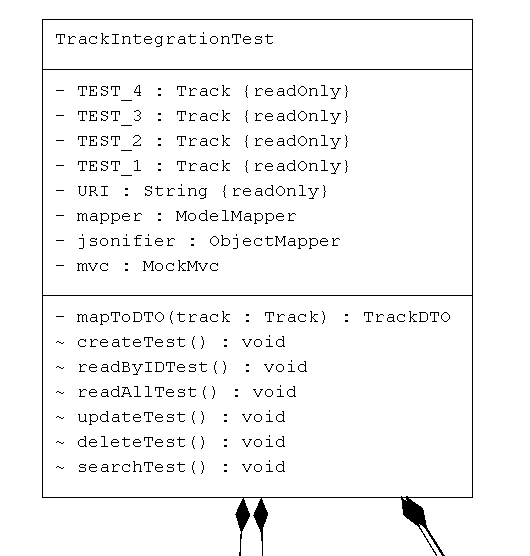 TrackIntegrationTest
- TEST_4 : Track {readOnly}
- TEST_3 : Track {readOnly}
- TEST_2 : Track {readOnly}
- TEST_1 : Track {readOnly}
- URI : String {readOnly}
- mapper : ModelMapper
- jsonifier : ObjectMapper
- mvc : MockMvc
- mapToDTO(track : Track) : TrackDTO
~ createTest() : void
~ readByIDTest() : void
~ readAllTest() : void
~ updateTest() : void
~ deleteTest() : void
~ searchTest() : void